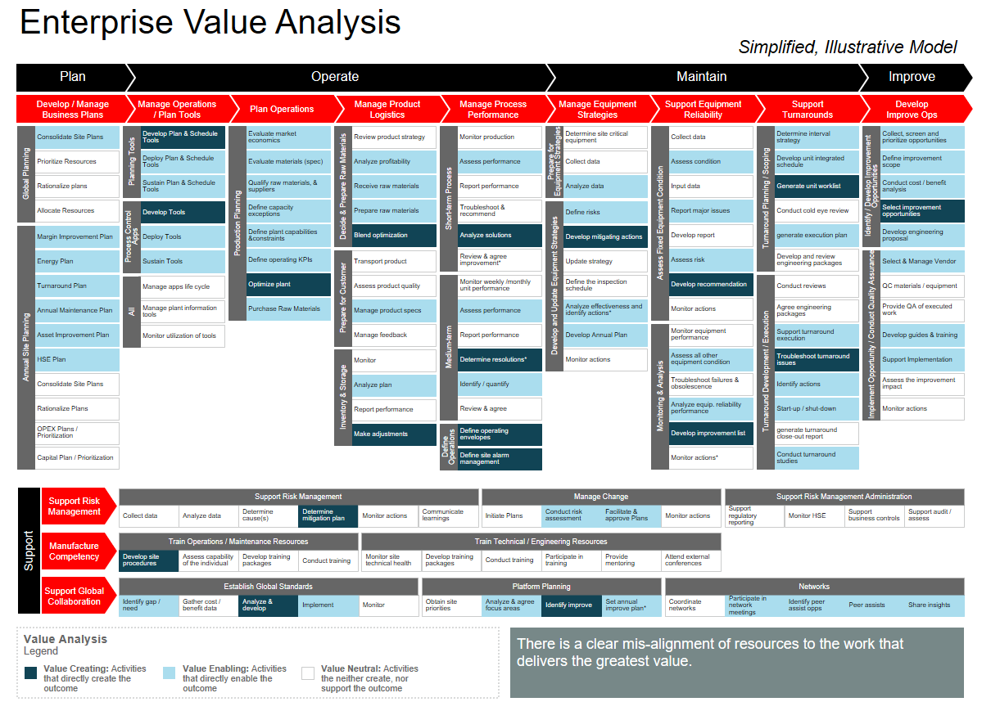 Enterprise Value Analysis
Simplified, Illustrative Model
Plan
Operate
Maintain
Improve
Develop / Manage
Business Plans
Manage Operations
/ Plan Tools
Plan Operations
Manage Product
Logistics
Manage Process
Performance
Manage Equipment
Strategies
Support Equipment
Reliability
Support
Turnarounds
Develop
Improve Ops
Global Planning
Consolidate Site Plans
Prioritize Resources
Rationalize plans
Allocate Resources
Annual Site Planning
Margin Improvement Plan
Energy Plan
Turnaround Plan
Annual Maintenance Plan
Asset Improvement Plan
HSE Plan
Consolidate Site Plans
Rationalize Plans
OPEX Plans /
Prioritization
Capital Plan / Prioritization
Planning Tools
Develop Plan & Schedule
Tools
Deploy Plan & Schedule
Tools
Sustain Plan & Schedule
Tools
Process Control
Apps
Develop Tools
Deploy Tools
Sustain Tools
All
Manage apps life cycle
Manage plant information
tools
Monitor utilization of tools
Production Planning
Evaluate market
economics
Evaluate materials (spec)
Qualify raw materials, &
suppliers
Define capacity
exceptions
Define plant capabilities
&constraints
Define operating KPIs
Optimize plant
Purchase Raw Materials
Decide & Prepare Raw Materials
Review product strategy
Analyze profitability
Receive raw materials
Prepare raw materials
Blend optimization
Prepare for Customer
Transport product
Assess product quality
Manage product specs
Manage feedback
Inventory & Storage
Monitor
Analyze plan
Report performance
Make adjustments
Short-term Process
Monitor production
Assess performance
Report performance
Troubleshoot &
recommend
Analyze solutions
Review & agree
improvement*
Medium-term
Monitor weekly /monthly
unit performance
Assess performance
Report performance
Determine resolutions*
Identify / quantify
Review & agree
Define
Operations
Define operating
envelopes
Define site alarm
management
Prepare for
Equipment Strategies
Determine site critical
equipment
Collect data
Analyze data
Develop and Update Equipment Strategies
Define risks
Develop mitigating actions
Update strategy
Define the inspection
schedule
Analyze effectiveness and
identify actions*
Develop Annual Plan
Monitor actions
Assess Fixed Equipment Condition
Collect data
Assess condition
Input data
Report major issues
Develop report
Assess risk
Develop recommendation
Monitor actions
Monitoring & Analysis
Monitor equipment
performance
Assess all other
equipment condition
Troubleshoot failures &
obsolescence
Analyze equip. reliability
performance
Develop improvement list
Monitor actions*
Turnaround Planning / Scoping
Determine interval
strategy
Develop unit integrated
schedule
Generate unit worklist
Conduct cold eye review
generate execution plan
Develop and review
engineering packages
Turnaround Development / Execution
Conduct reviews
Agree engineering
packages
Support turnaround
execution
Troubleshoot turnaround
issues
Identify actions
Start-up / shut-down
generate turnaround
close-out report
Conduct turnaround
studies
Identify / Develop Improvement
Opportunities
Collect, screen and
prioritize opportunities
Define improvement
scope
Conduct cost / benefit
analysis
Select improvement
opportunities
Develop engineering
proposal
Implement Opportunity / Conduct Quality Assurance
Select & Manage Vendor
QC materials / equipment
Provide QA of executed
work
Develop guides & training
Support Implementation
Assess the improvement
impact
Monitor actions
Support
Support Risk
Management
Support Risk Management
Collect data
Analyze data
Determine
cause(s)
Determine
mitigation plan
Monitor actions
Communicate
learnings
Manage Change
Initiate Plans
Conduct risk
assessment
Facilitate &
approve Plans
Monitor actions
Support Risk Management Administration
Support
regulatory
reporting
Monitor HSE
Support
business controls
Support audit /
assess
Manufacture
Competency
Train Operations / Maintenance Resources
Develop site
procedures
Assess capability
of the individual
Develop training
packages
Conduct training
Train Technical / Engineering Resources
Monitor site
technical health
Develop training
packages
Conduct training
Participate in
training
Provide
mentoring
Attend external
conferences
Support Global
Collaboration
Establish Global Standards
Identify gap /
need
Gather cost /
benefit data
Analyze &
develop
Implement
Monitor
Platform Planning
Obtain site
priorities
Analyze & agree
focus areas
Identify improve
Set annual
improve plan*
Networks
Coordinate
networks
Participate in
network
meetings
Identify peer
assist opps
Peer assists
Share insights
Value Analysis
Legend
Value Creating: Activities
that directly create the
outcome
Value Enabling: Activities
that directly enable the
outcome
Value Neutral: Activities
the neither create, nor
support the outcome
There is a clear mis-alignment of resources to the work that
delivers the greatest value.